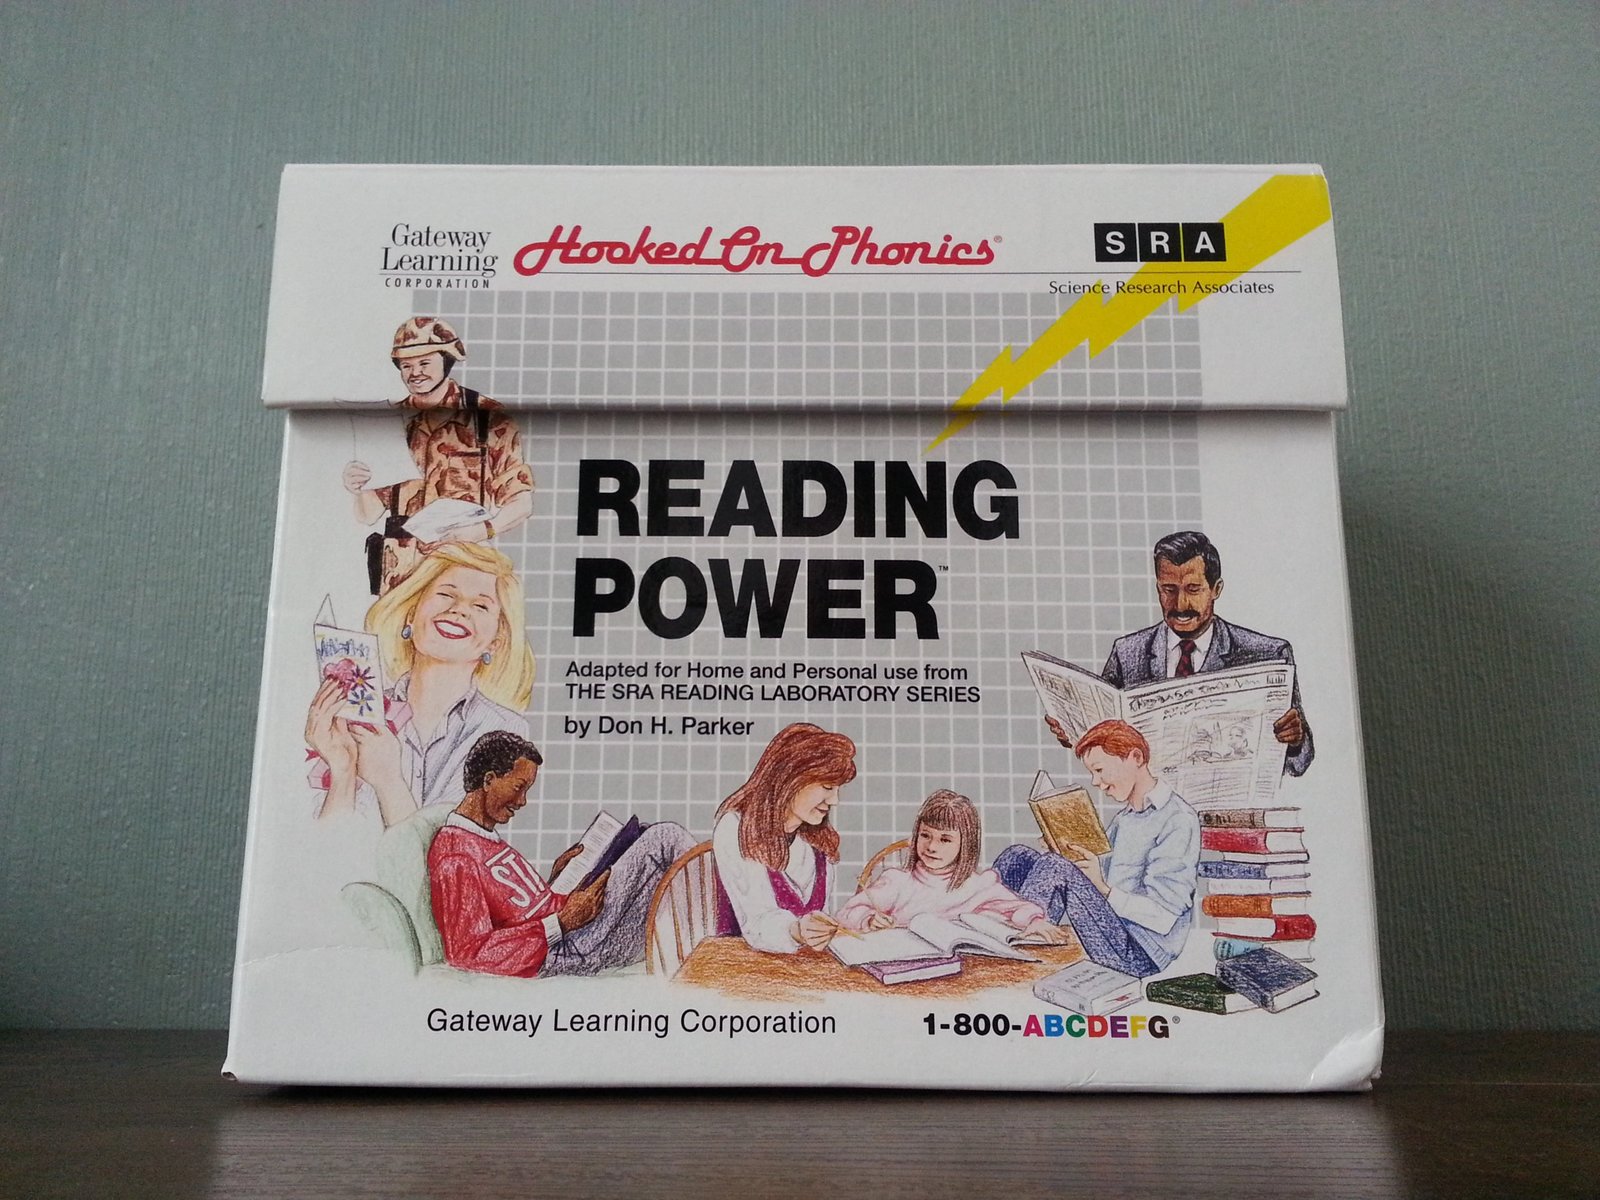 Gateway
Learning
CORPORATION
Hooked On Phonics®
SRA
Science Research Associates
READING
POWER™
Adapted for Home and Personal use from
THE SRA READING LABORATORY SERIES
by Don H. Parker
STA
Gateway Learning Corporation
1-800-ABCDEFG®